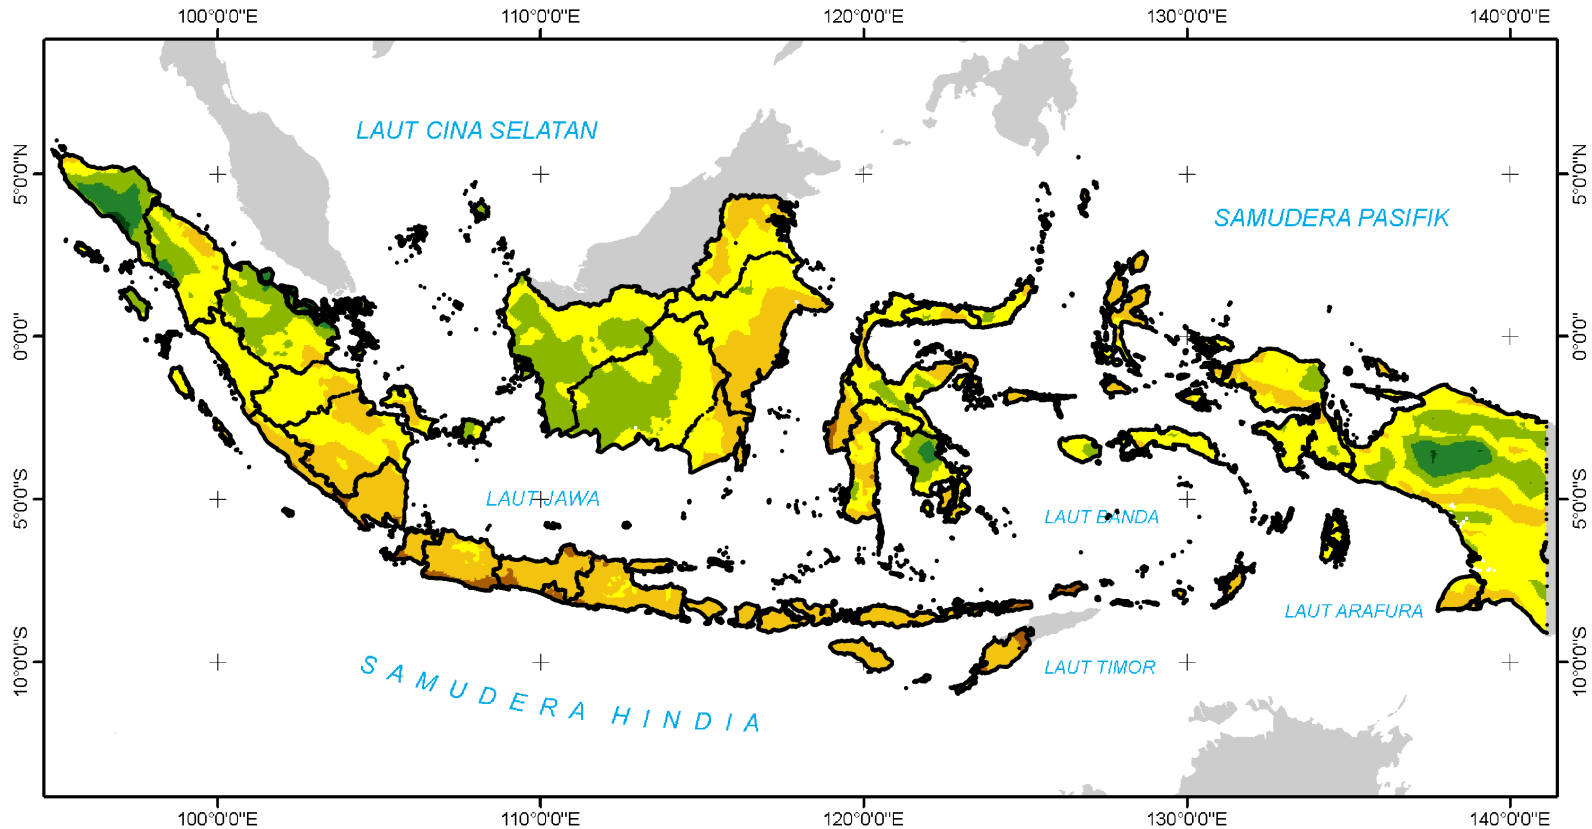 100°0'0"E 110°0'0"E 120°0'0"E 130°0'0"E 140°0'0"E
LAUT CINA SELATAN
5°0'0"N 5°0'0"N
SAMUDERA PASIFIK
0°0'0" 0°0'0"
5°0'0"S 5°0'0"S
LAUT JAWA
LAUT BANDA
LAUT ARAFURA
10°0'0"S 10°0'0"S
LAUT TIMOR
SAMUDERA HINDIA
100°0'0"E 110°0'0"E 120°0'0"E 130°0'0"E 140°0'0"E